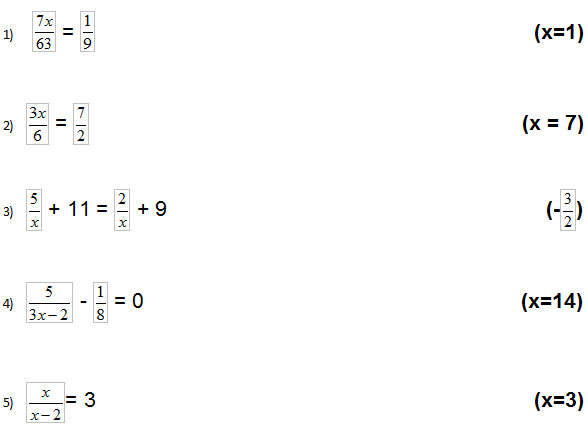 1) 7x/63 = 1/9 (x=1)
2) 3x/6 = 7/2 (x = 7)
3) 5/x + 11 = 2/x + 9 (-3/2)
4) 5/3x-2 - 1/8 = 0 (x=14)
5) x/x-2 = 3 (x=3)